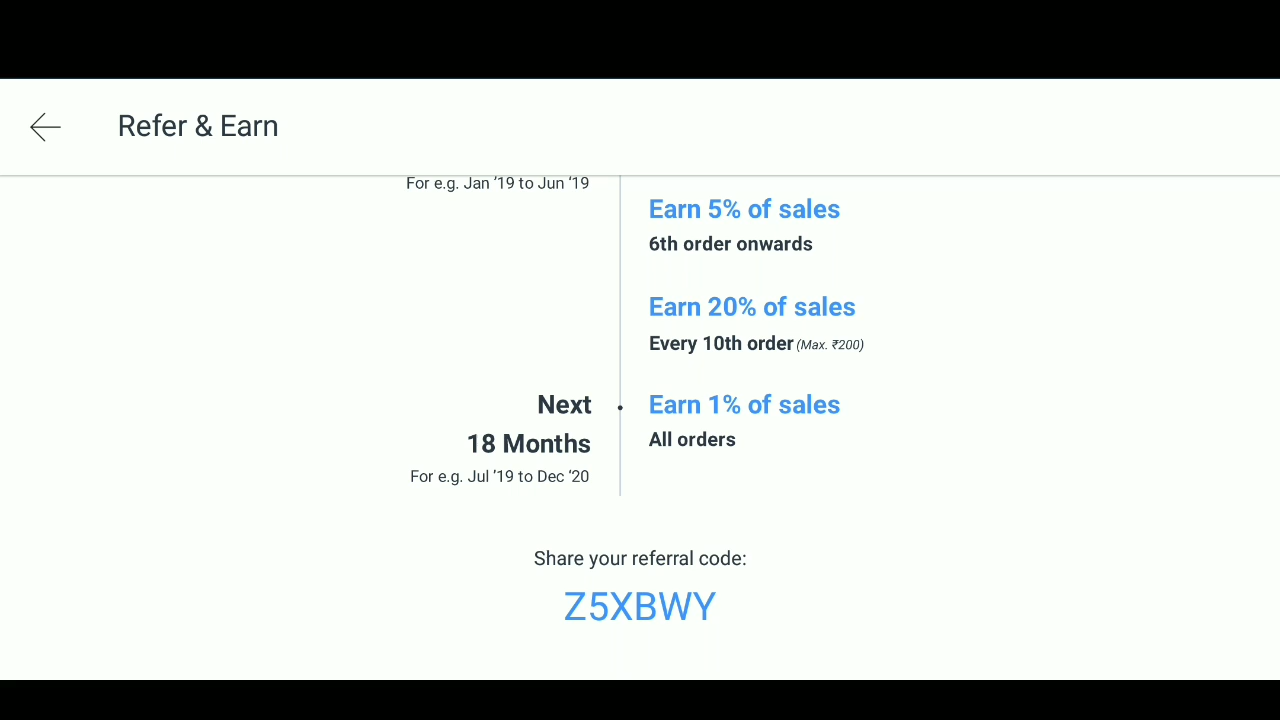 Refer & Earn
For e.g. Jan '19 to Jun ‘19
Earn 5% of sales
6th order onwards
Earn 20% of sales
Every 10th order (Max. ₹200)
Next
18 Months
For e.g. Jul '19 to Dec ‘20
Earn 1% of sales
All orders
Share your referral code:
Z5XBWY